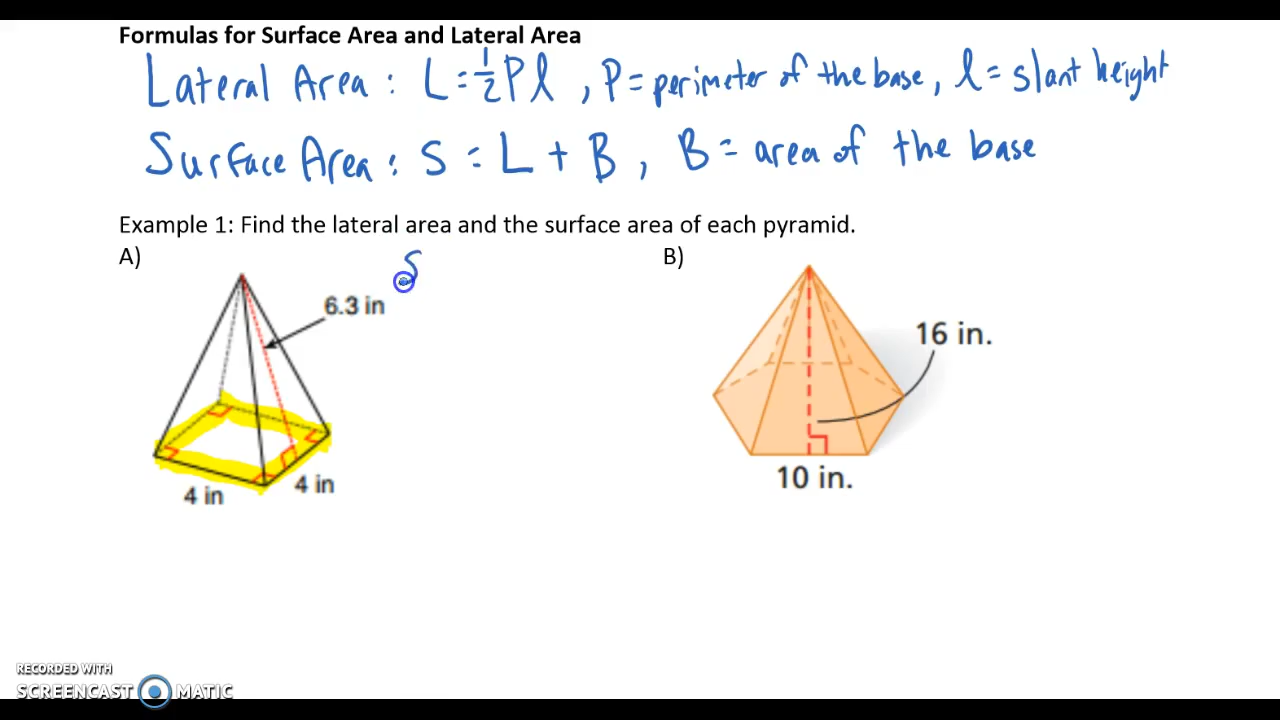 Formulas for Surface Area and Lateral Area
Lateral Area : L = 1/2 Pl , P = perimeter of the base, l = slant height
Surface Area : S = L + B , B = area of the base
Example 1: Find the lateral area and the surface area of each pyramid.
A)
S
B)
6.3 in
16 in.
4 in
4 in
10 in.
RECORDED WITH
SCREENCAST MATIC